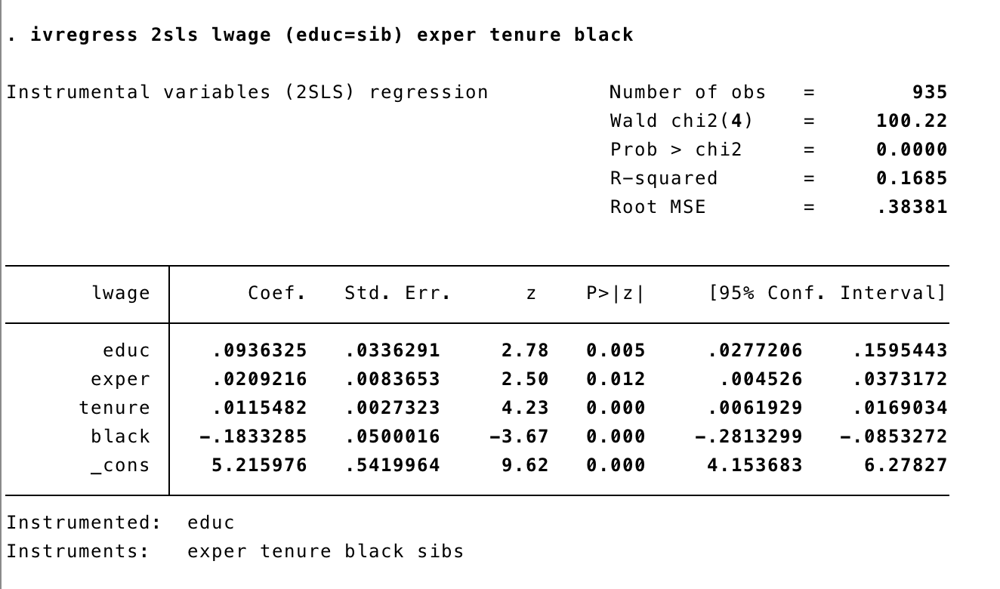 . ivregress 2sls lwage (educ=sib) exper tenure black
Instrumental variables (2SLS) regression Number of obs = 935
Wald chi2(4) = 100.22
Prob > chi2 = 0.0000
R-squared = 0.1685
Root MSE = .38381
lwage Coef. Std. Err. z P>|z| [95% Conf. Interval]
educ .0936325 .0336291 2.78 0.005 .0277206 .1595443
exper .0209216 .0083653 2.50 0.012 .004526 .0373172
tenure .0115482 .0027323 4.23 0.000 .0061929 .0169034
black -.1833285 .0500016 -3.67 0.000 -.2813299 -.0853272
_cons 5.215976 .5419964 9.62 0.000 4.153683 6.27827
Instrumented: educ
Instruments: exper tenure black sibs